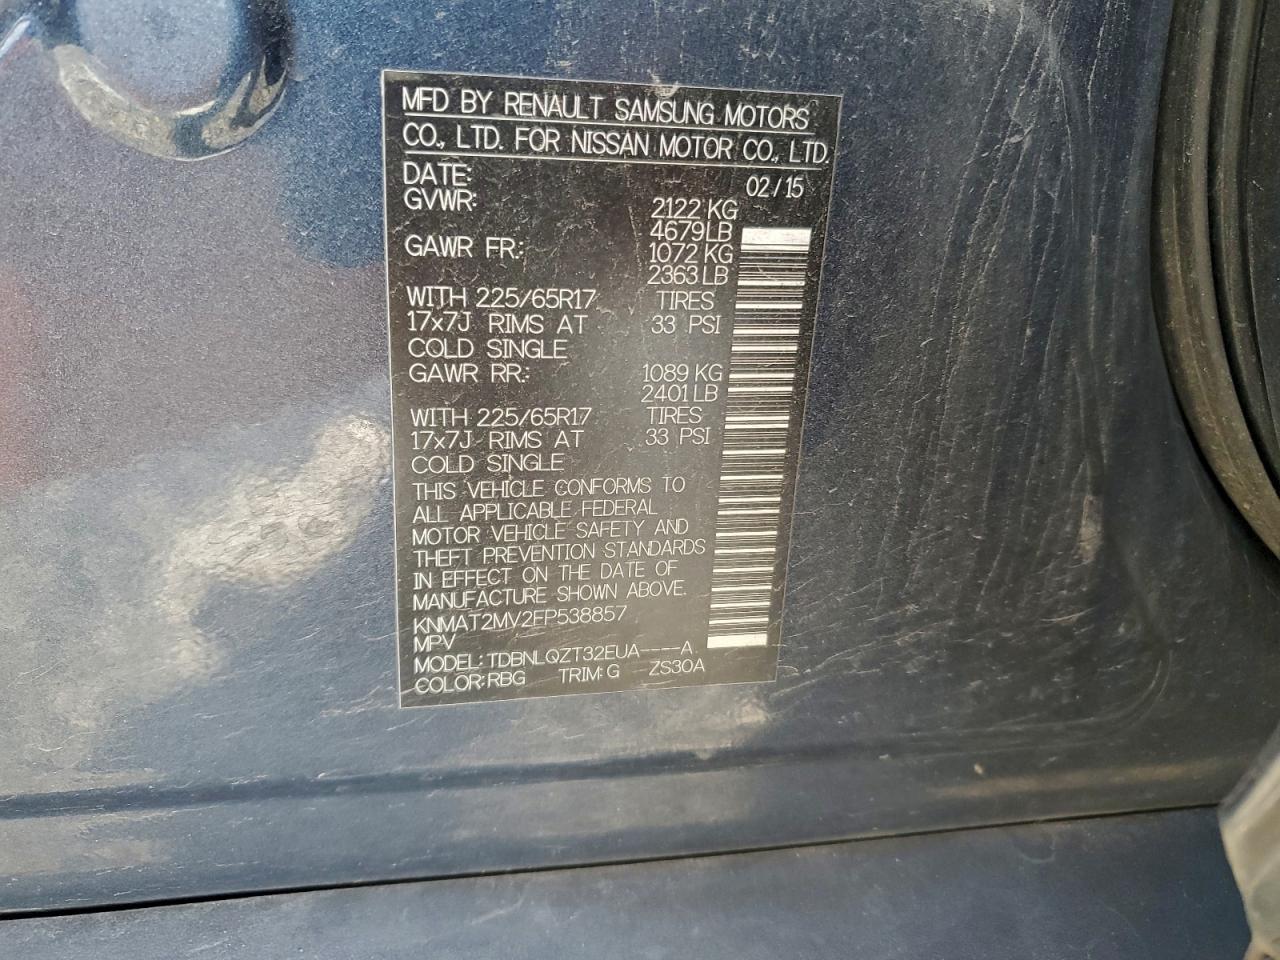 MFD BY RENAULT SAMSUNG MOTORS
CO., LTD. FOR NISSAN MOTOR CO., LTD.
DATE: 02/15
GVWR: 2122 KG
4679 LB
GAWR FR: 1072 KG
2363 LB
WITH 225/65R17 TIRES
17x7J RIMS AT 33 PSI
COLD SINGLE
GAWR RR: 1089 KG
2401 LB
WITH 225/65R17 TIRES
17x7J RIMS AT 33 PSI
COLD SINGLE
THIS VEHICLE CONFORMS TO
ALL APPLICABLE FEDERAL
MOTOR VEHICLE SAFETY AND
THEFT PREVENTION STANDARDS
IN EFFECT ON THE DATE OF
MANUFACTURE SHOWN ABOVE.
KNMAT2MV2FP538857
MPV
MODEL: TDBNLQZT32EUA----A
COLOR: RBG TRIM: G ZS30A